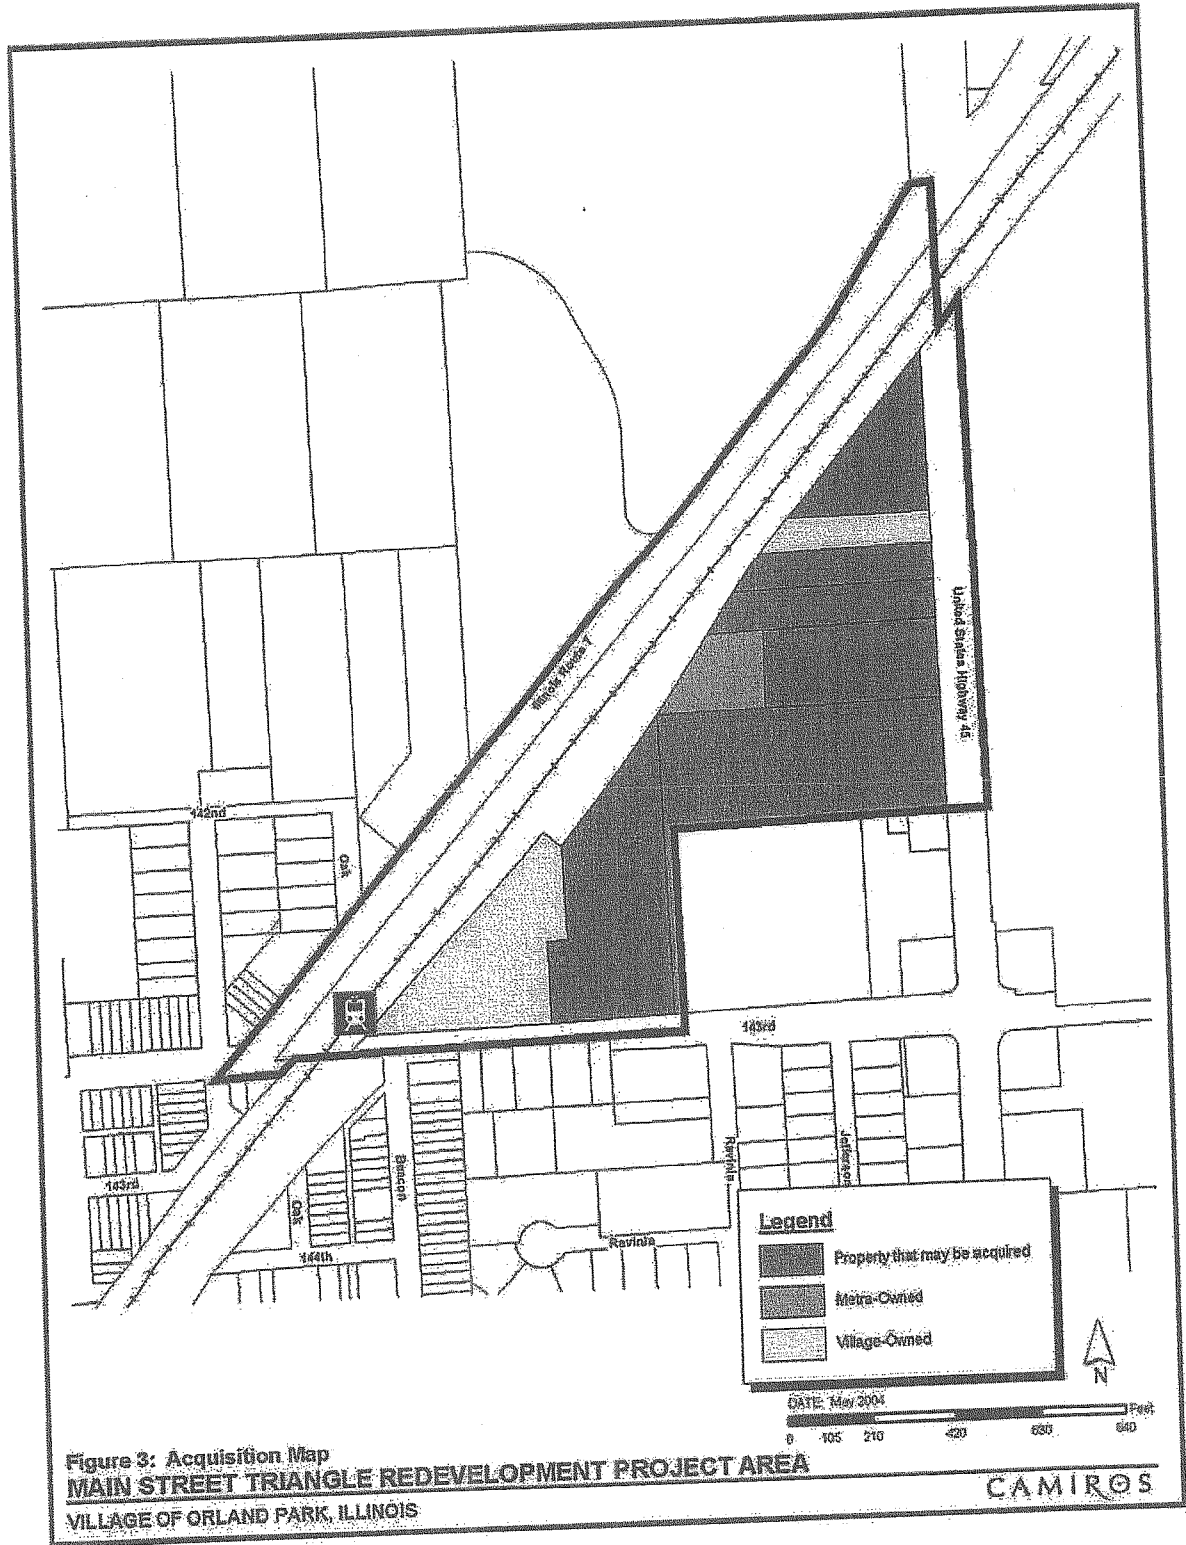 Illinois Route 7
United States Highway 45
142nd
Oak
143rd
143rd
Oak
Beacon
144th
Ravinia
Ravinia
Jefferson
Legend
Property that may be acquired
Metra-Owned
Village-Owned
N
DATE: May 2004
Feet
0 105 210 420 630 840
Figure 3: Acquisition Map
MAIN STREET TRIANGLE REDEVELOPMENT PROJECT AREA
VILLAGE OF ORLAND PARK, ILLINOIS
CAMIROS